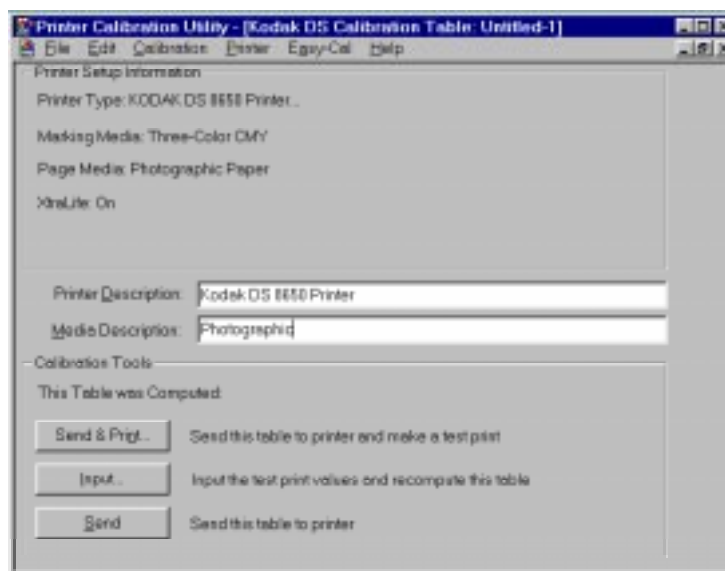 Printer Calibration Utility - [Kodak DS Calibration Table: Untitled-1]
File Edit Calibration Printer Easy-Cal Help
Printer Setup Information
Printer Type: KODAK DS 8650 Printer...
Marking Media: Three-Color CMY
Page Media: Photographic Paper
XtraLife: On
Printer Description: Kodak DS 8650 Printer
Media Description: Photographic
Calibration Tools
This Table was Computed:
Send & Print... Send this table to printer and make a test print
Input... Input the test print values and recompute this table
Send Send this table to printer